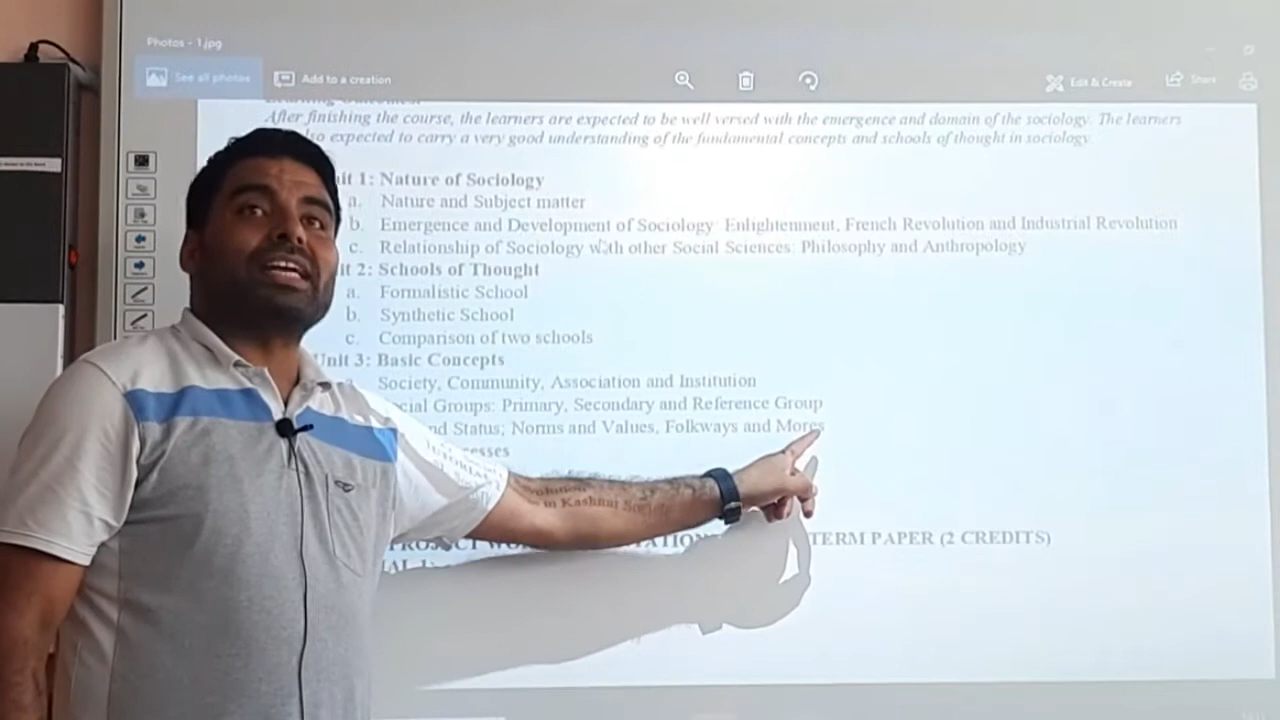 Photos - 1.jpg
See all photos
Add to a creation
Edit & Create
Share
After finishing the course, the learners are expected to be well versed with the emergence and domain of the sociology. The learners
expected to carry a very good understanding of the fundamental concepts and schools of thought in sociology
1: Nature of Sociology
a. Nature and Subject matter
b. Emergence and Development of Sociology: Enlightenment, French Revolution and Industrial Revolution
c. Relationship of Sociology with other Social Sciences: Philosophy and Anthropology
2: Schools of Thought
a. Formalistic School
b. Synthetic School
c. Comparison of two schools
Unit 3: Basic Concepts
Society, Community, Association and Institution
Groups: Primary, Secondary and Reference Group
Status; Norms and Values, Folkways and Mores
in Kashmir Society
TERM PAPER (2 CREDITS)